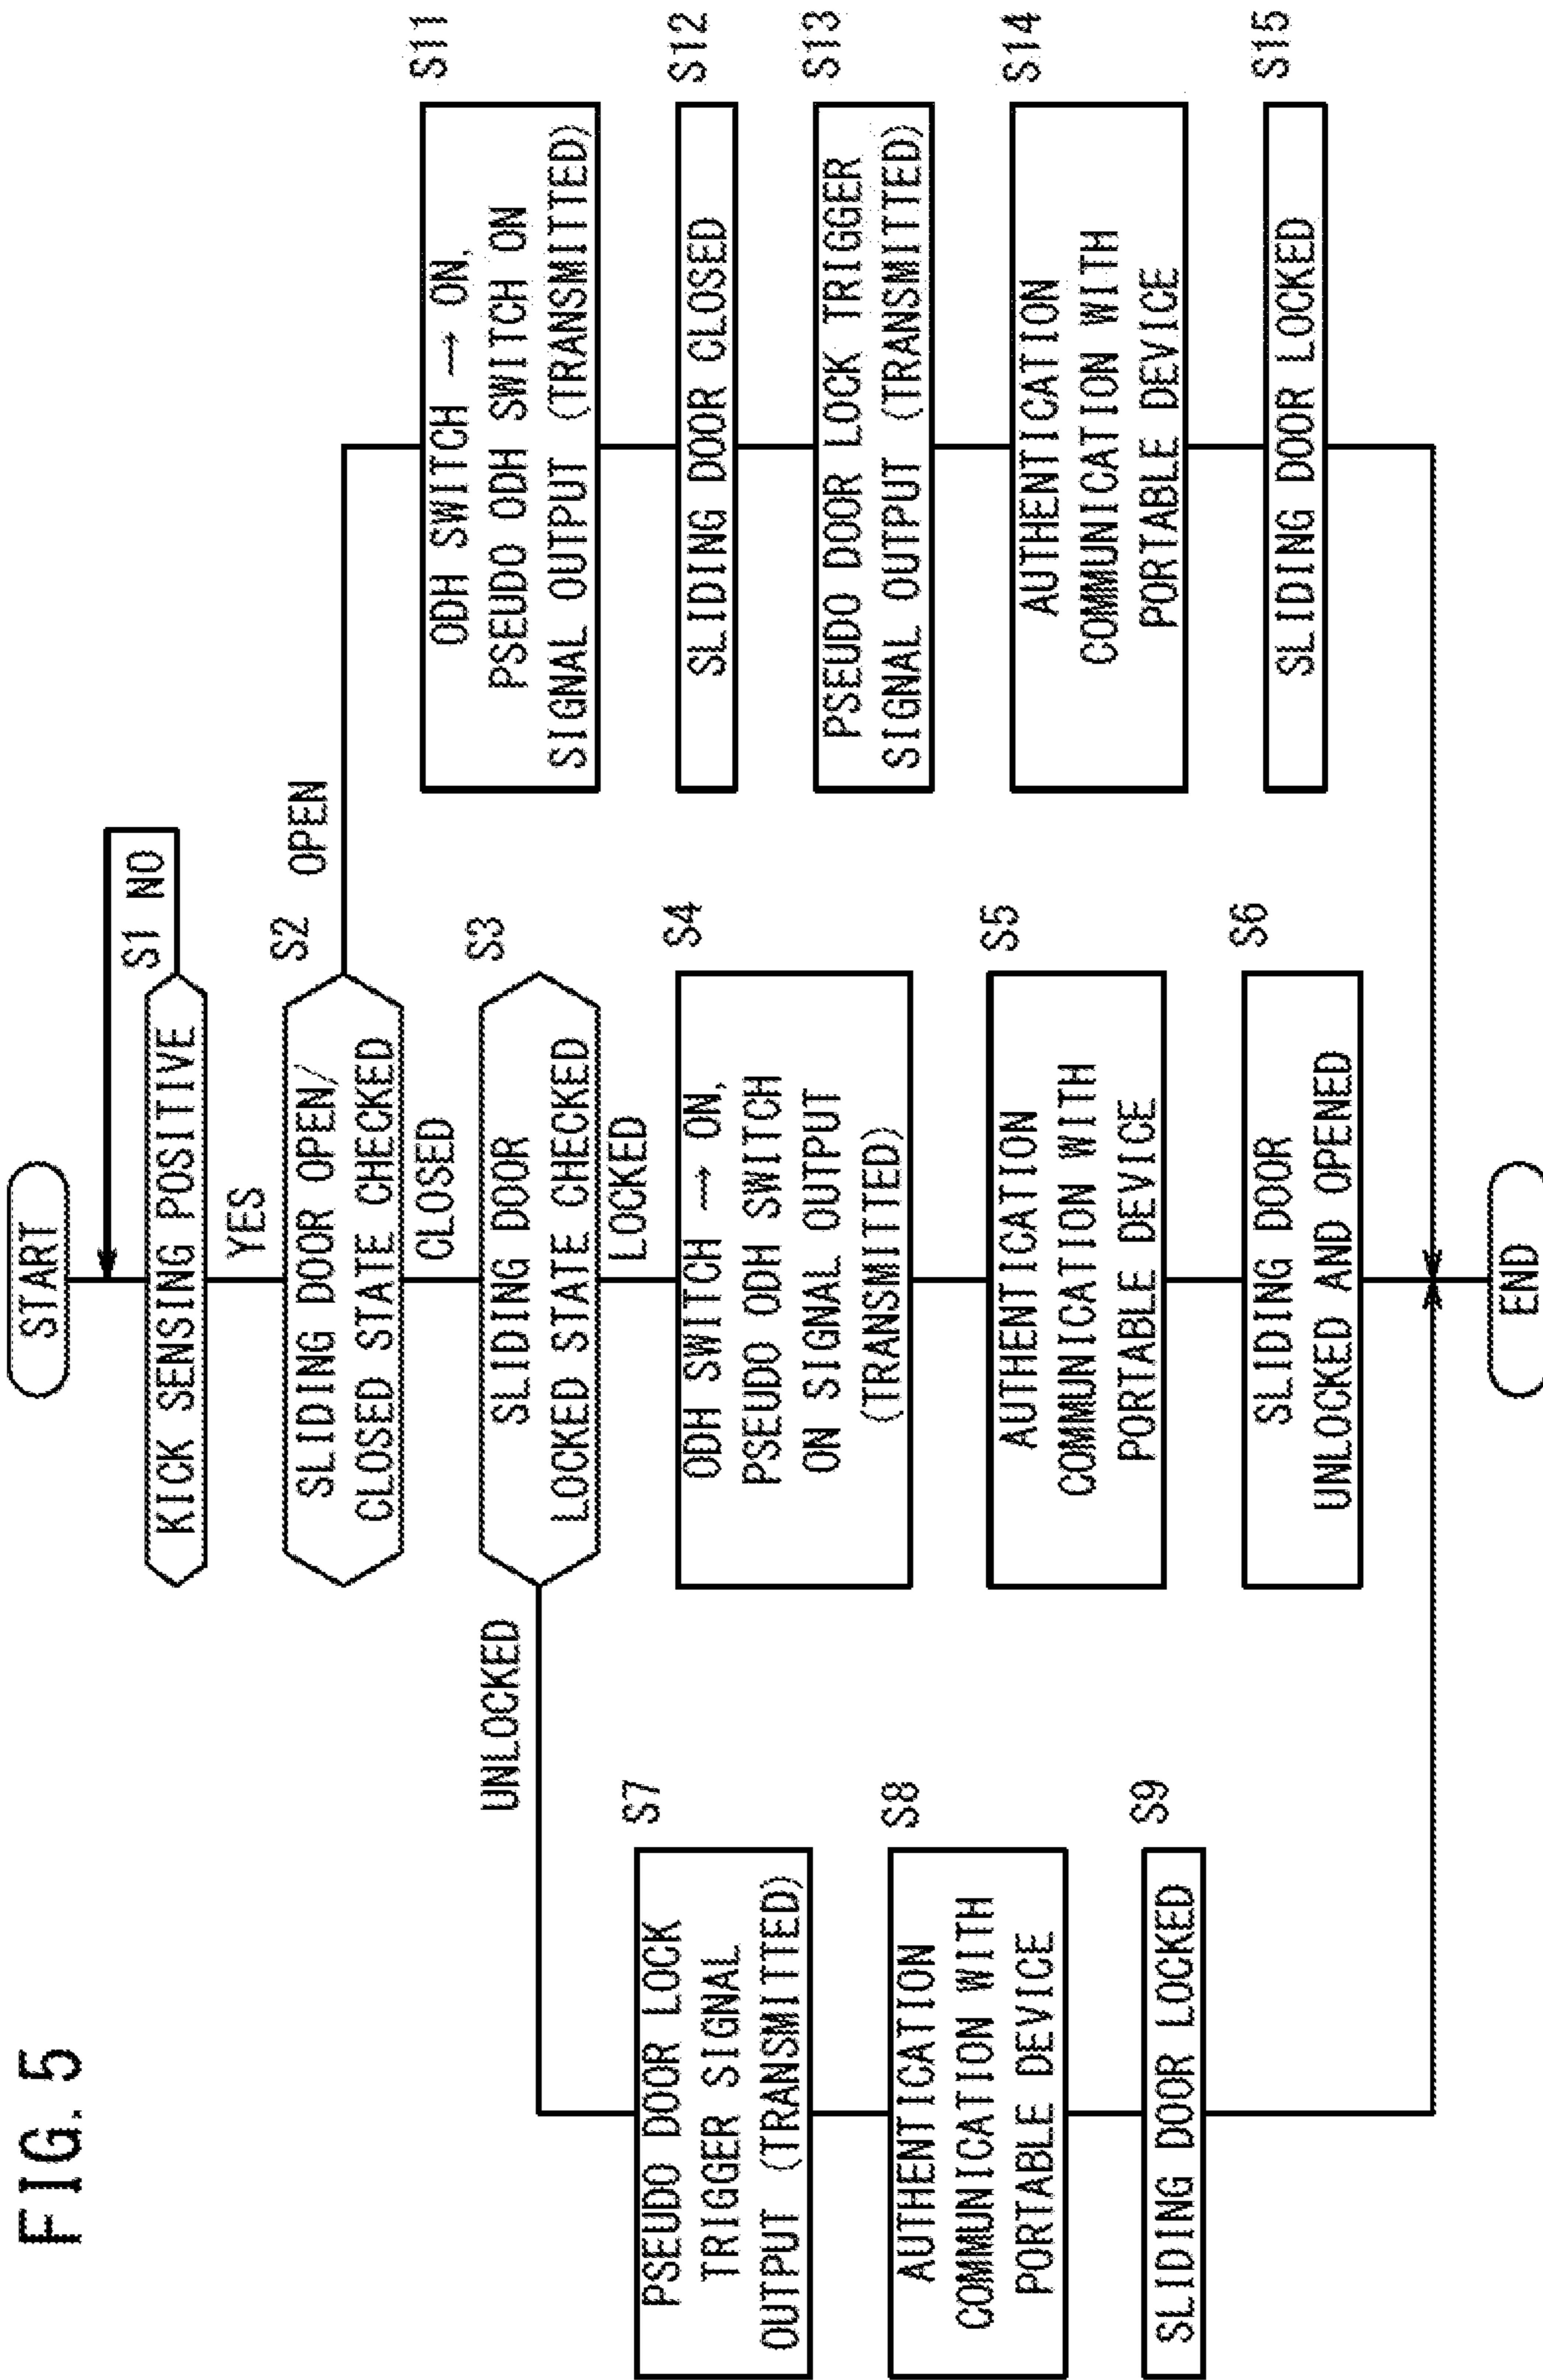 FIG. 5
START
KICK SENSING POSITIVE
S1 NO
YES
SLIDING DOOR OPEN/
CLOSED STATE CHECKED
S2 OPEN
CLOSED
SLIDING DOOR
LOCKED STATE CHECKED
S3
UNLOCKED
LOCKED
S7
PSEUDO DOOR LOCK
TRIGGER SIGNAL
OUTPUT (TRANSMITTED)
S8
AUTHENTICATION
COMMUNICATION WITH
PORTABLE DEVICE
S9
SLIDING DOOR LOCKED
S4
ODH SWITCH → ON,
PSEUDO ODH SWITCH
ON SIGNAL OUTPUT
(TRANSMITTED)
S5
AUTHENTICATION
COMMUNICATION WITH
PORTABLE DEVICE
S6
SLIDING DOOR
UNLOCKED AND OPENED
S11
ODH SWITCH → ON,
PSEUDO ODH SWITCH ON
SIGNAL OUTPUT (TRANSMITTED)
S12
SLIDING DOOR CLOSED
S13
PSEUDO DOOR LOCK TRIGGER
SIGNAL OUTPUT (TRANSMITTED)
S14
AUTHENTICATION
COMMUNICATION WITH
PORTABLE DEVICE
S15
SLIDING DOOR LOCKED
END